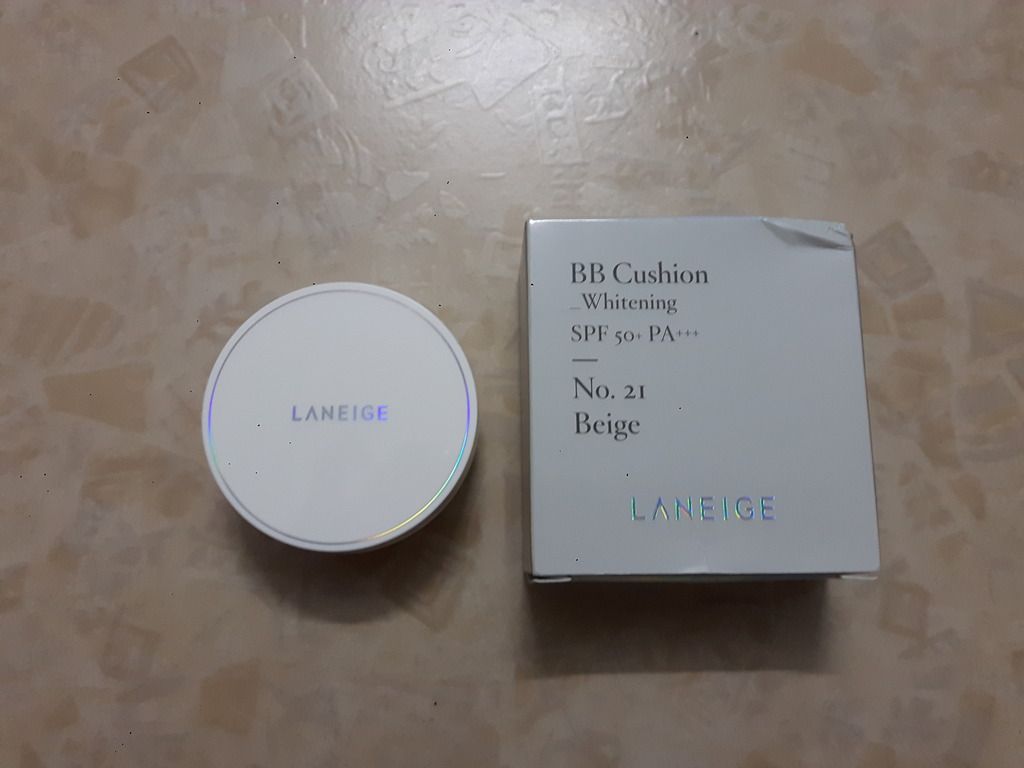 LANEIGE
BB Cushion
_Whitening
SPF 50+ PA+++
No. 21
Beige
LANEIGE